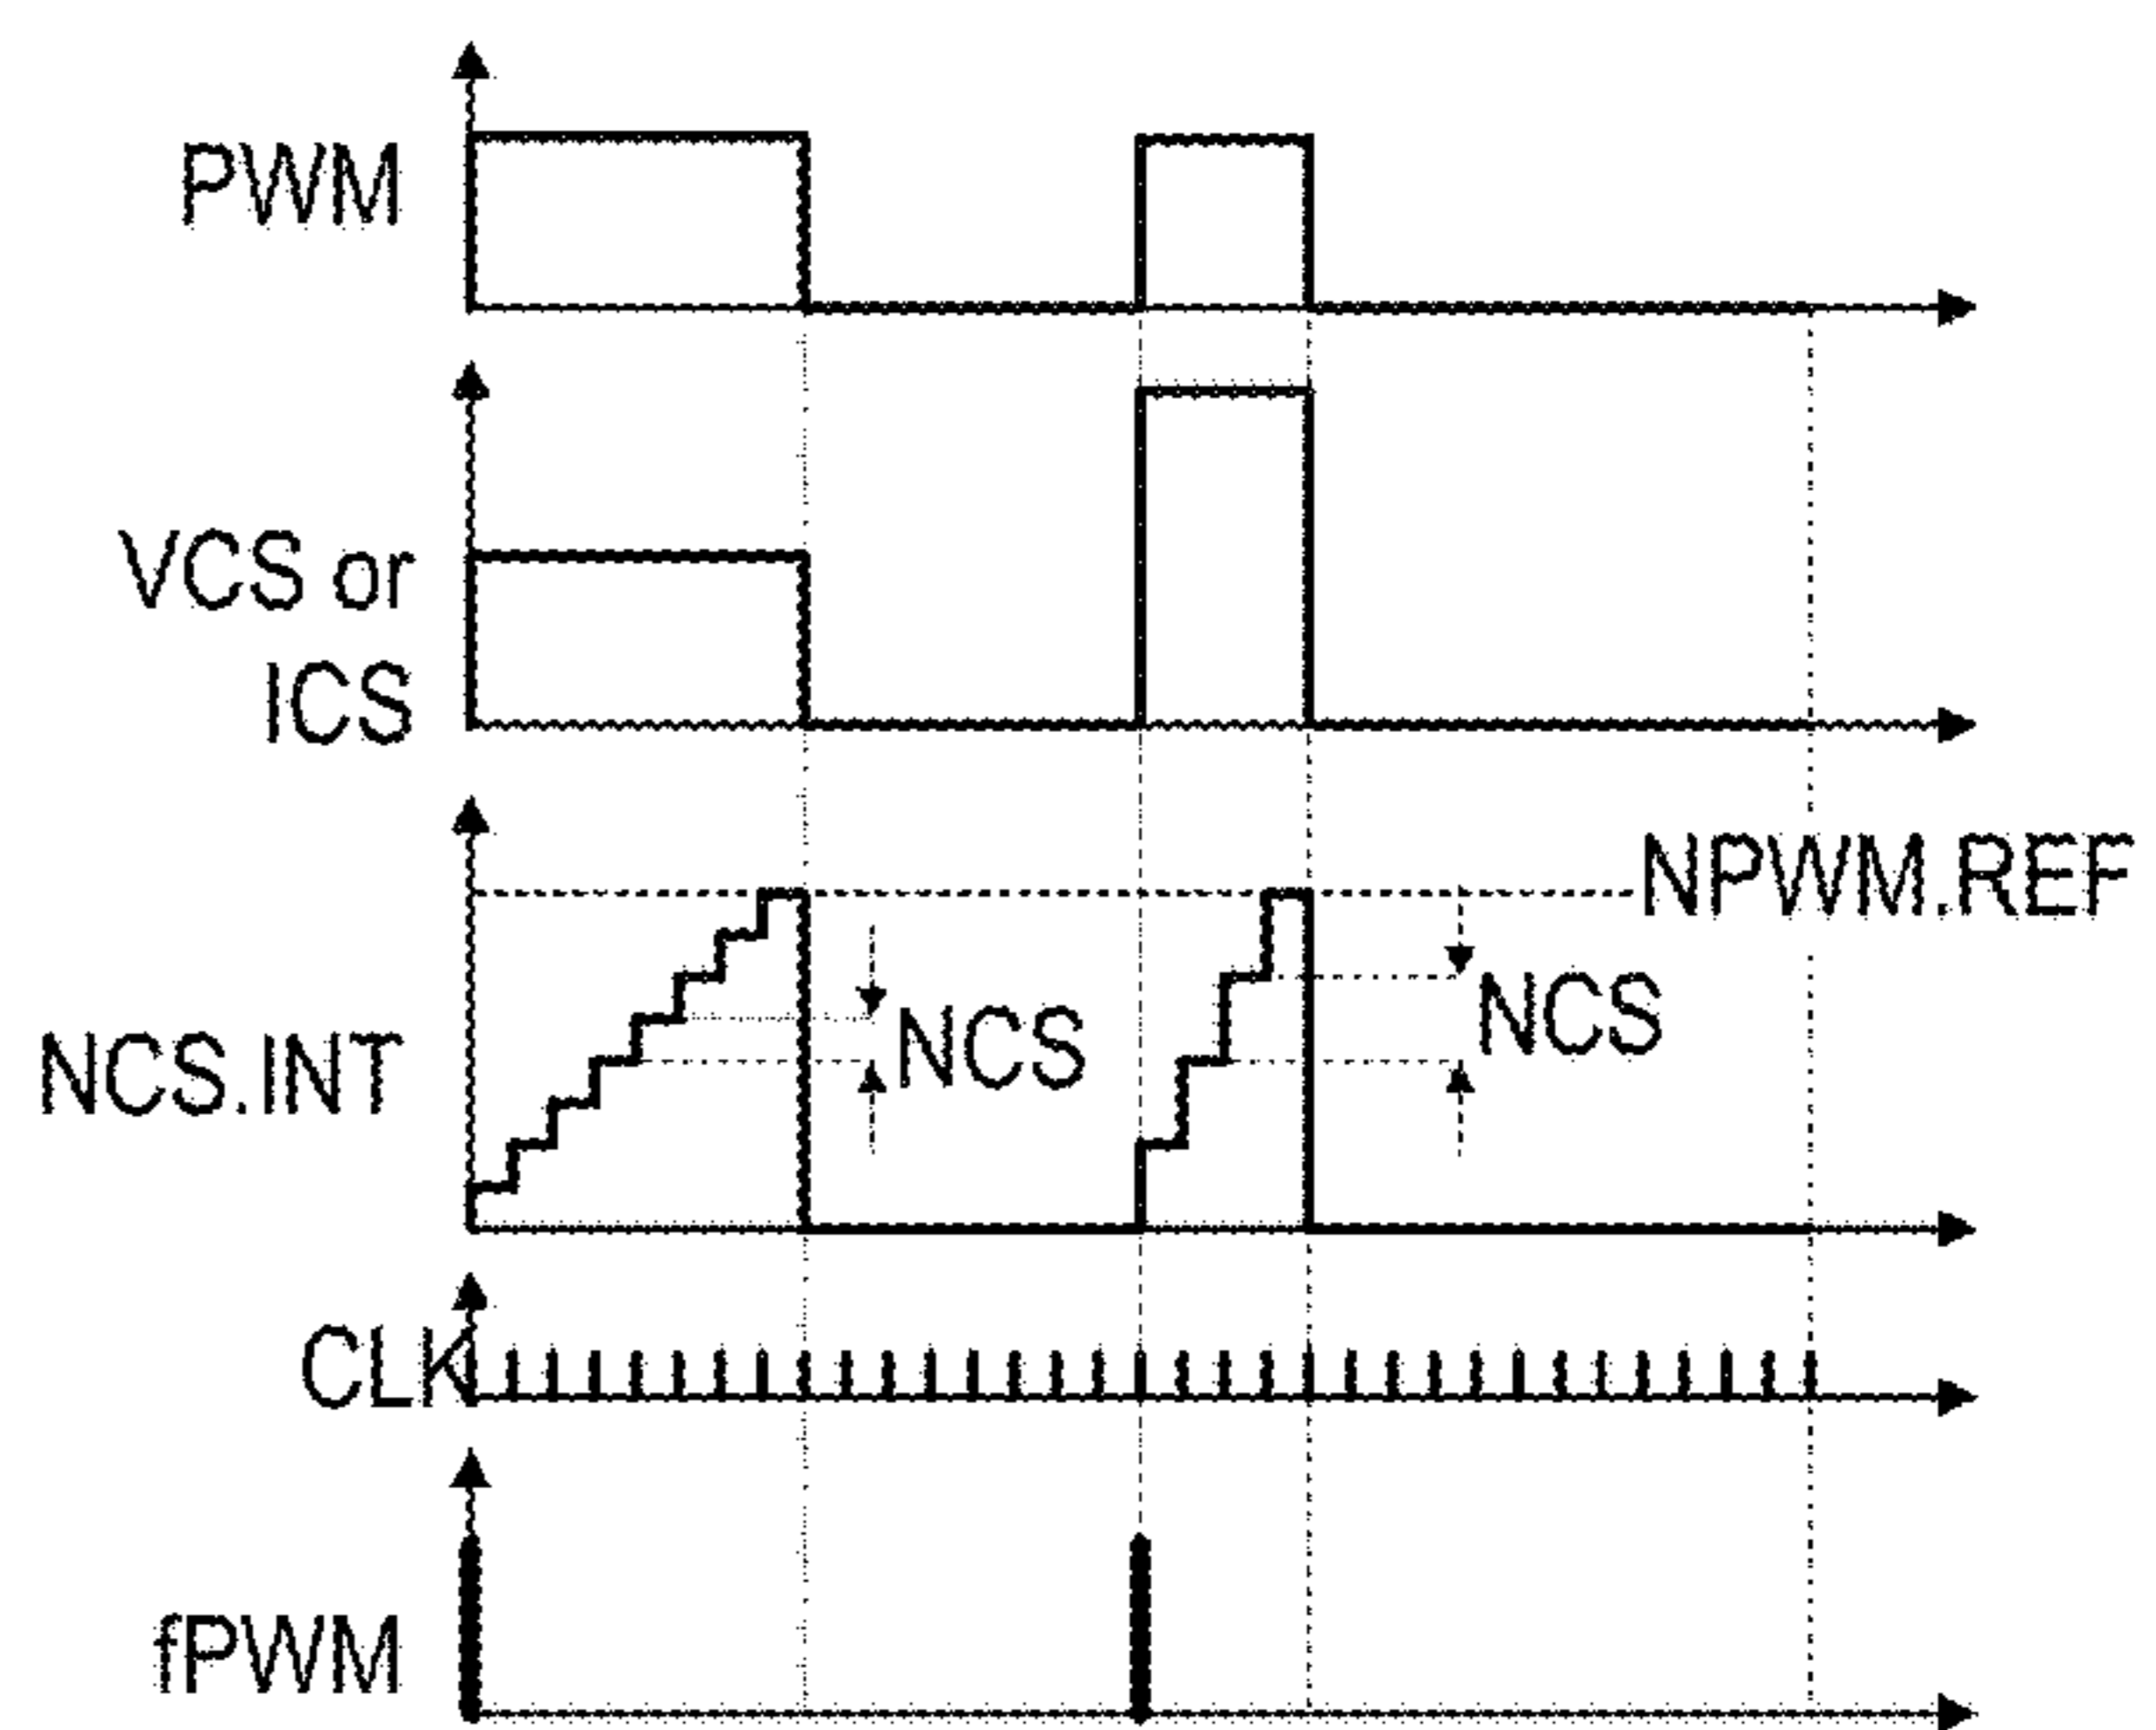 PWM
VCS or
ICS
NPWM.REF
NCS
NCS
NCS.INT
CLK
fPWM